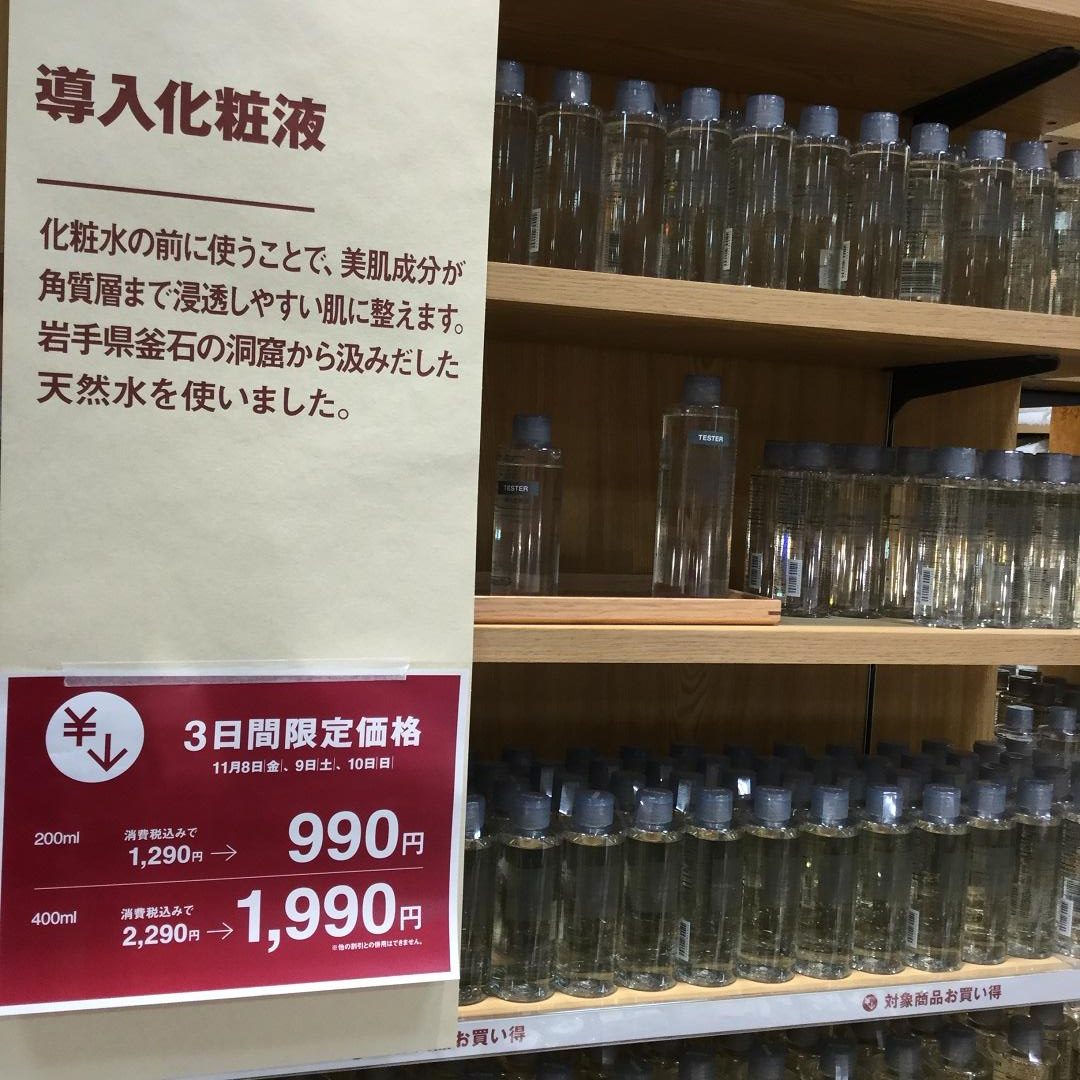 導入化粧液
化粧水の前に使うことで、美肌成分が
角質層まで浸透しやすい肌に整えます。
岩手県釜石の洞窟から汲みだした
天然水を使いました。
TESTER
TESTER
¥↓
3日間限定価格
11月8日|金|、9日|土|、10日|日|
200ml 消費税込みで
1,290円→ 990円
400ml 消費税込みで
2,290円→1,990円
※他の割引との併用はできません。
対象商品お買い得
お買い得